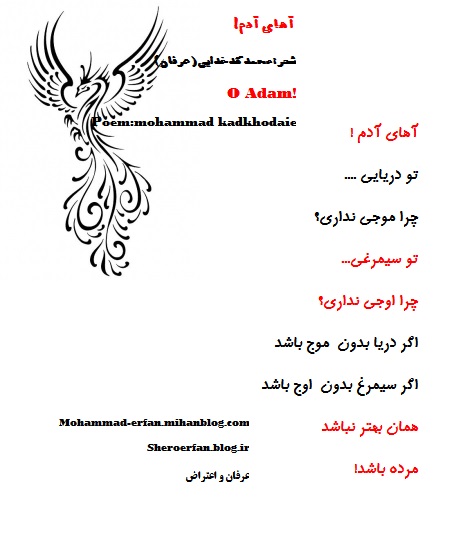 آهای آدم!
شعر:محمد کدخدایی(عرفان)
O Adam!
Poem:mohammad kadkhodaie
آهای آدم !
تو دریایی ....
چرا موجی نداری؟
تو سیمرغی...
چرا اوجی نداری؟
اگر دریا بدون موج باشد
اگر سیمرغ بدون اوج باشد
همان بهتر نباشد
مرده باشد!
Mohammad-erfan.mihanblog.com
Sheroerfan.blog.ir
عرفان و اعتراض